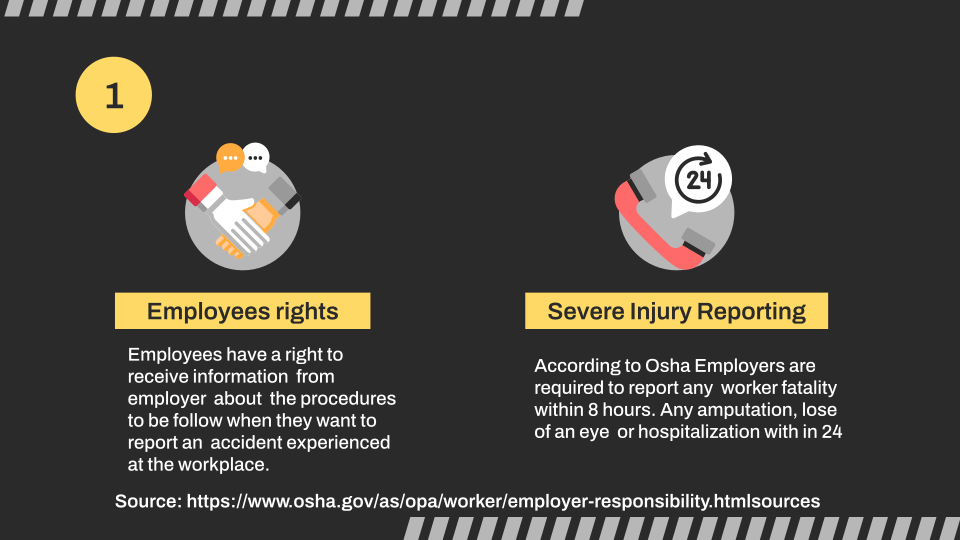 1
24
Employees rights
Severe Injury Reporting
Employees have a right to
receive information  from
employer  about  the procedures
to be follow when they want to
report an  accident experienced
at the workplace.
According to Osha Employers are
required to report any  worker fatality
within 8 hours. Any amputation, lose
of an eye  or hospitalization with in 24
Source: https://www.osha.gov/as/opa/worker/employer-responsibility.htmlsources